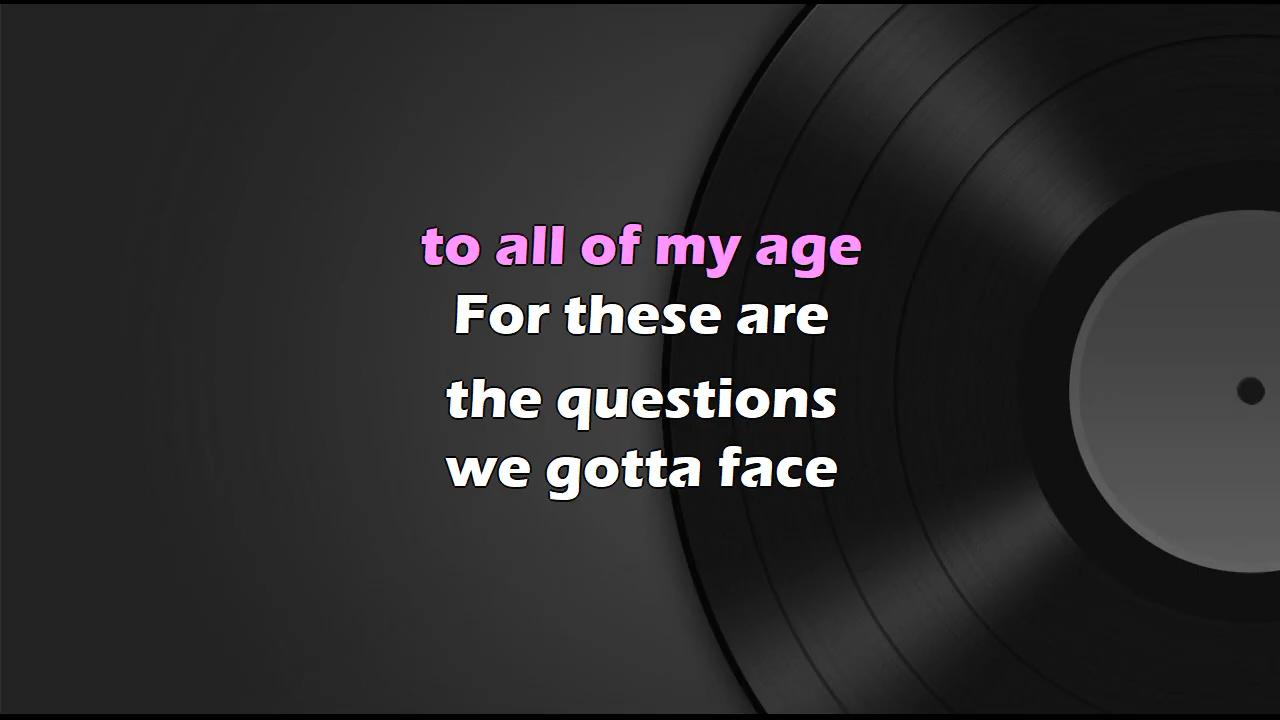 to all of my age
For these are
the questions
we gotta face